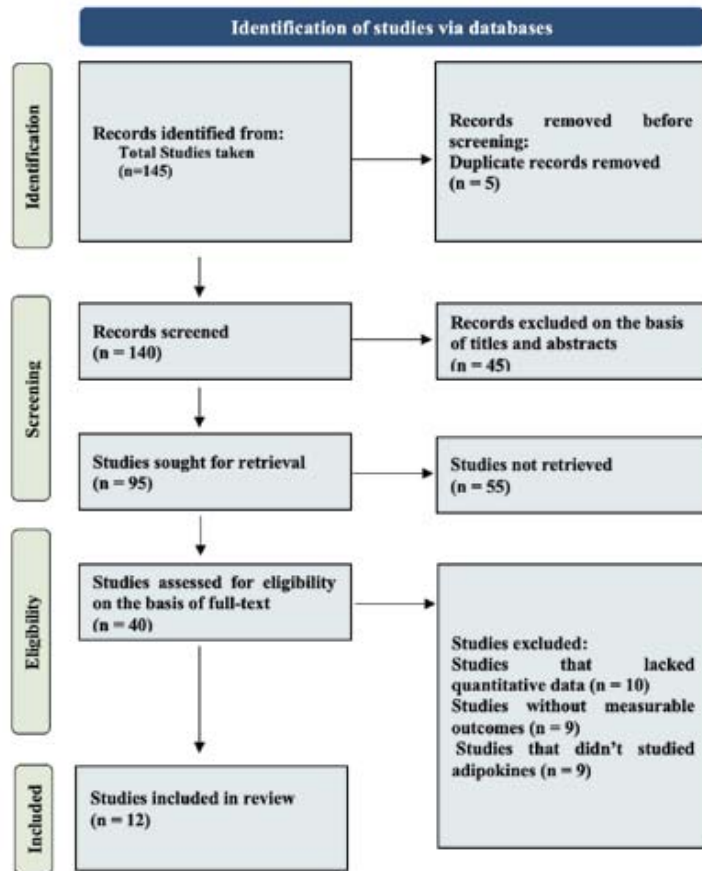 Identification of studies via databases
Identification
Records identified from:
Total Studies taken
(n=145)
Records removed before
screening:
Duplicate records removed
(n = 5)
Screening
Records screened
(n = 140)
Records excluded on the basis
of titles and abstracts
(n = 45)
Studies sought for retrieval
(n = 95)
Studies not retrieved
(n = 55)
Eligibility
Studies assessed for eligibility
on the basis of full-text
(n = 40)
Studies excluded:
Studies that lacked
quantitative data (n = 10)
Studies without measurable
outcomes (n = 9)
Studies that didn't studied
adipokines (n = 9)
Included
Studies included in review
(n = 12)